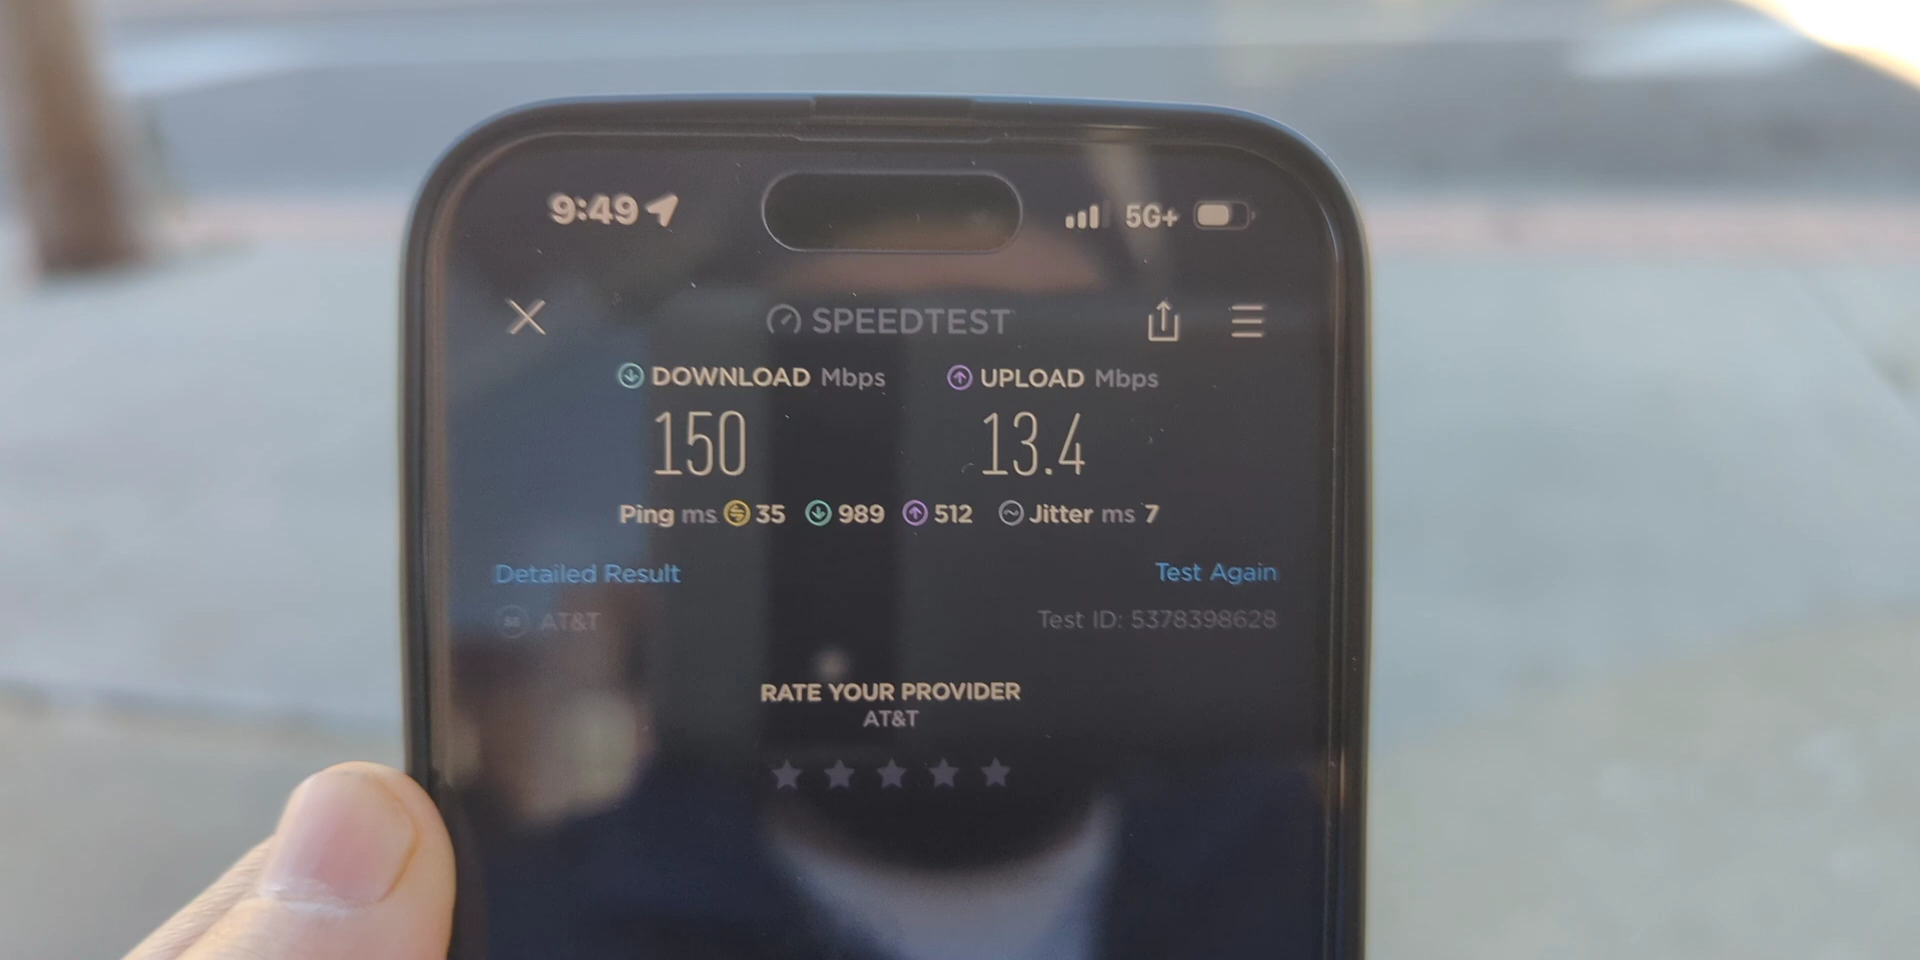 9:49 5G+
SPEEDTEST
DOWNLOAD Mbps UPLOAD Mbps
150 13.4
Ping ms 35 989 512 Jitter ms 7
Detailed Result Test Again
AT&T Test ID: 5378398628
RATE YOUR PROVIDER
AT&T